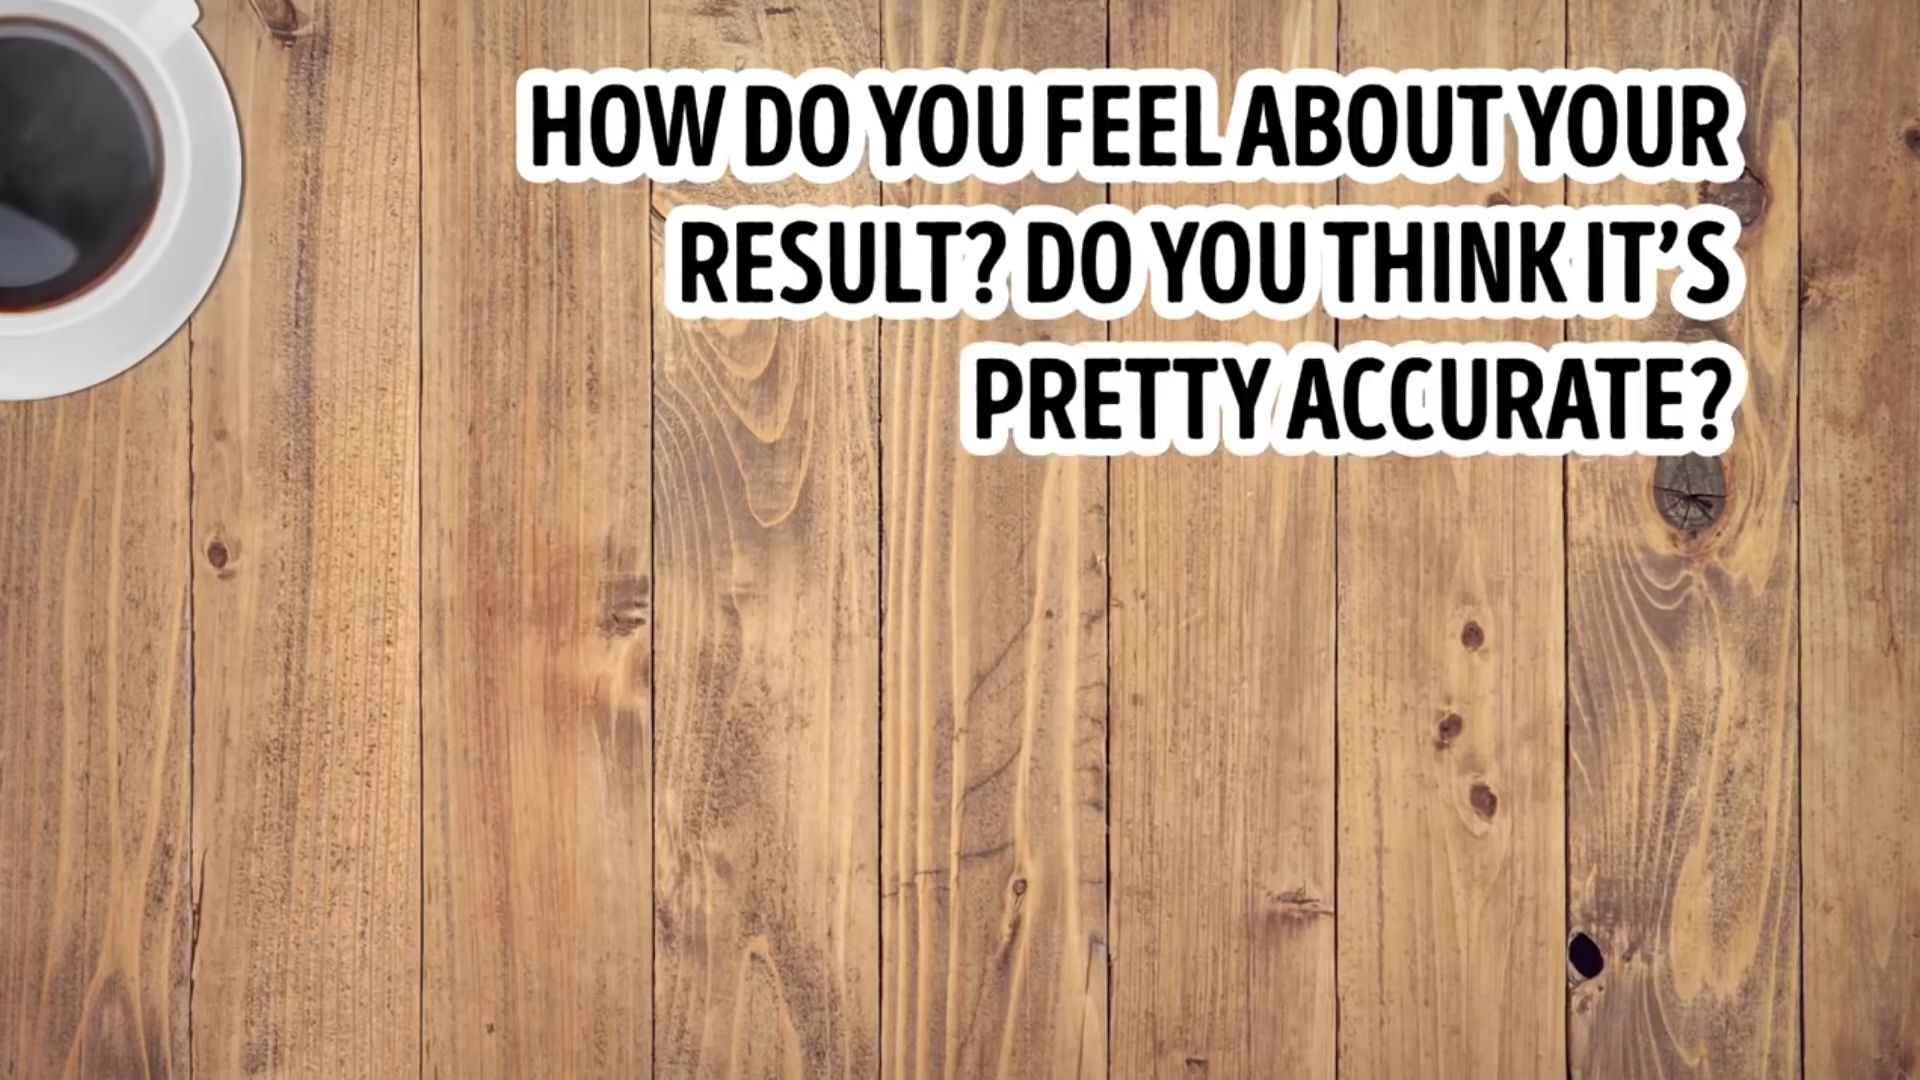 HOW DO YOU FEEL ABOUT YOUR
RESULT? DO YOU THINK IT’S
PRETTY ACCURATE?